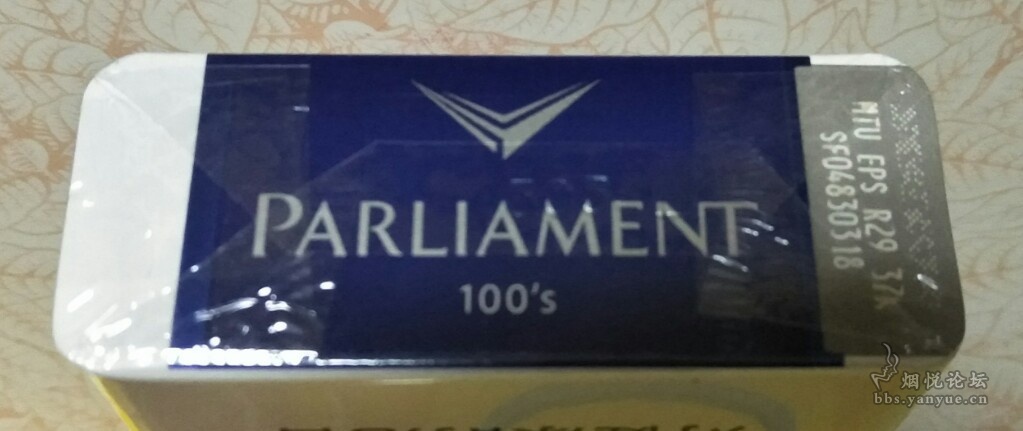 PARLIAMENT
100's
MTU EPS R29 37K
SF04830318
烟悦论坛
bbs.yanyue.cn